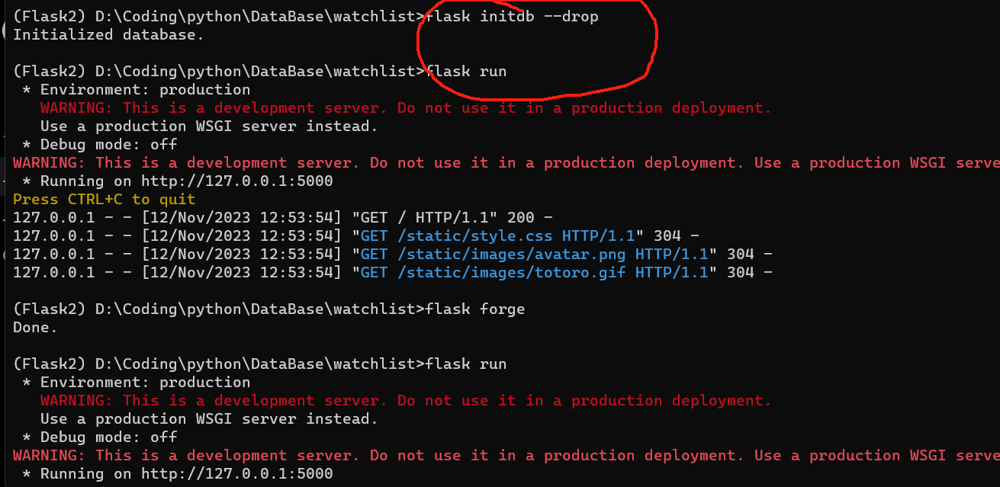 (Flask2) D:\Coding\python\DataBase\watchlist>flask initdb --drop
Initialized database.
(Flask2) D:\Coding\python\DataBase\watchlist>flask run
* Environment: production
WARNING: This is a development server. Do not use it in a production deployment.
Use a production WSGI server instead.
* Debug mode: off
WARNING: This is a development server. Do not use it in a production deployment. Use a production WSGI serve
* Running on http://127.0.0.1:5000
Press CTRL+C to quit
127.0.0.1 - - [12/Nov/2023 12:53:54] "GET / HTTP/1.1" 200 -
127.0.0.1 - - [12/Nov/2023 12:53:54] "GET /static/style.css HTTP/1.1" 304 -
127.0.0.1 - - [12/Nov/2023 12:53:54] "GET /static/images/avatar.png HTTP/1.1" 304 -
127.0.0.1 - - [12/Nov/2023 12:53:54] "GET /static/images/totoro.gif HTTP/1.1" 304 -
(Flask2) D:\Coding\python\DataBase\watchlist>flask forge
Done.
(Flask2) D:\Coding\python\DataBase\watchlist>flask run
* Environment: production
WARNING: This is a development server. Do not use it in a production deployment.
Use a production WSGI server instead.
* Debug mode: off
WARNING: This is a development server. Do not use it in a production deployment. Use a production WSGI serve
* Running on http://127.0.0.1:5000